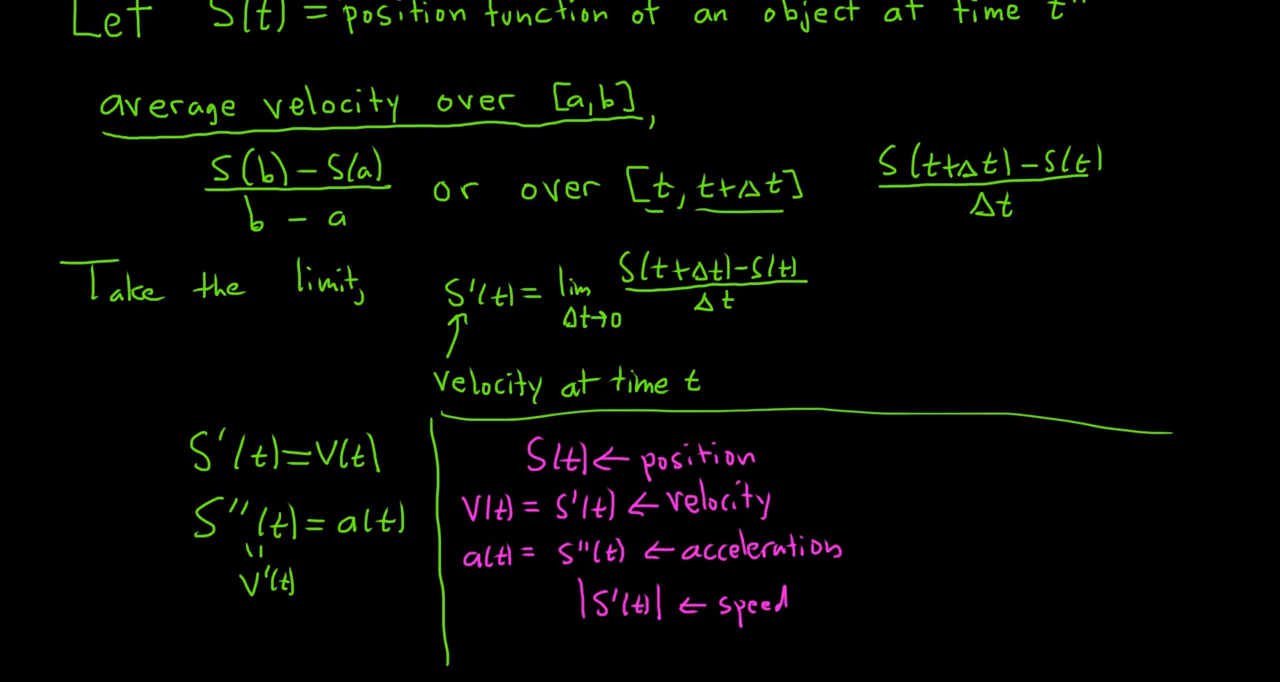 Let S(t) = position function of an object at time t"
average velocity over [a,b],
S(b) - S(a) / b - a or over [t, t+Δt] S(t+Δt) - S(t) / Δt
Take the limit, S'(t) = lim Δt→0 S(t+Δt) - S(t) / Δt
↑
velocity at time t
S'(t) = V(t)
S''(t) = a(t)
"
V'(t)
S(t) ← position
V(t) = S'(t) ← velocity
a(t) = S''(t) ← acceleration
|S'(t)| ← speed